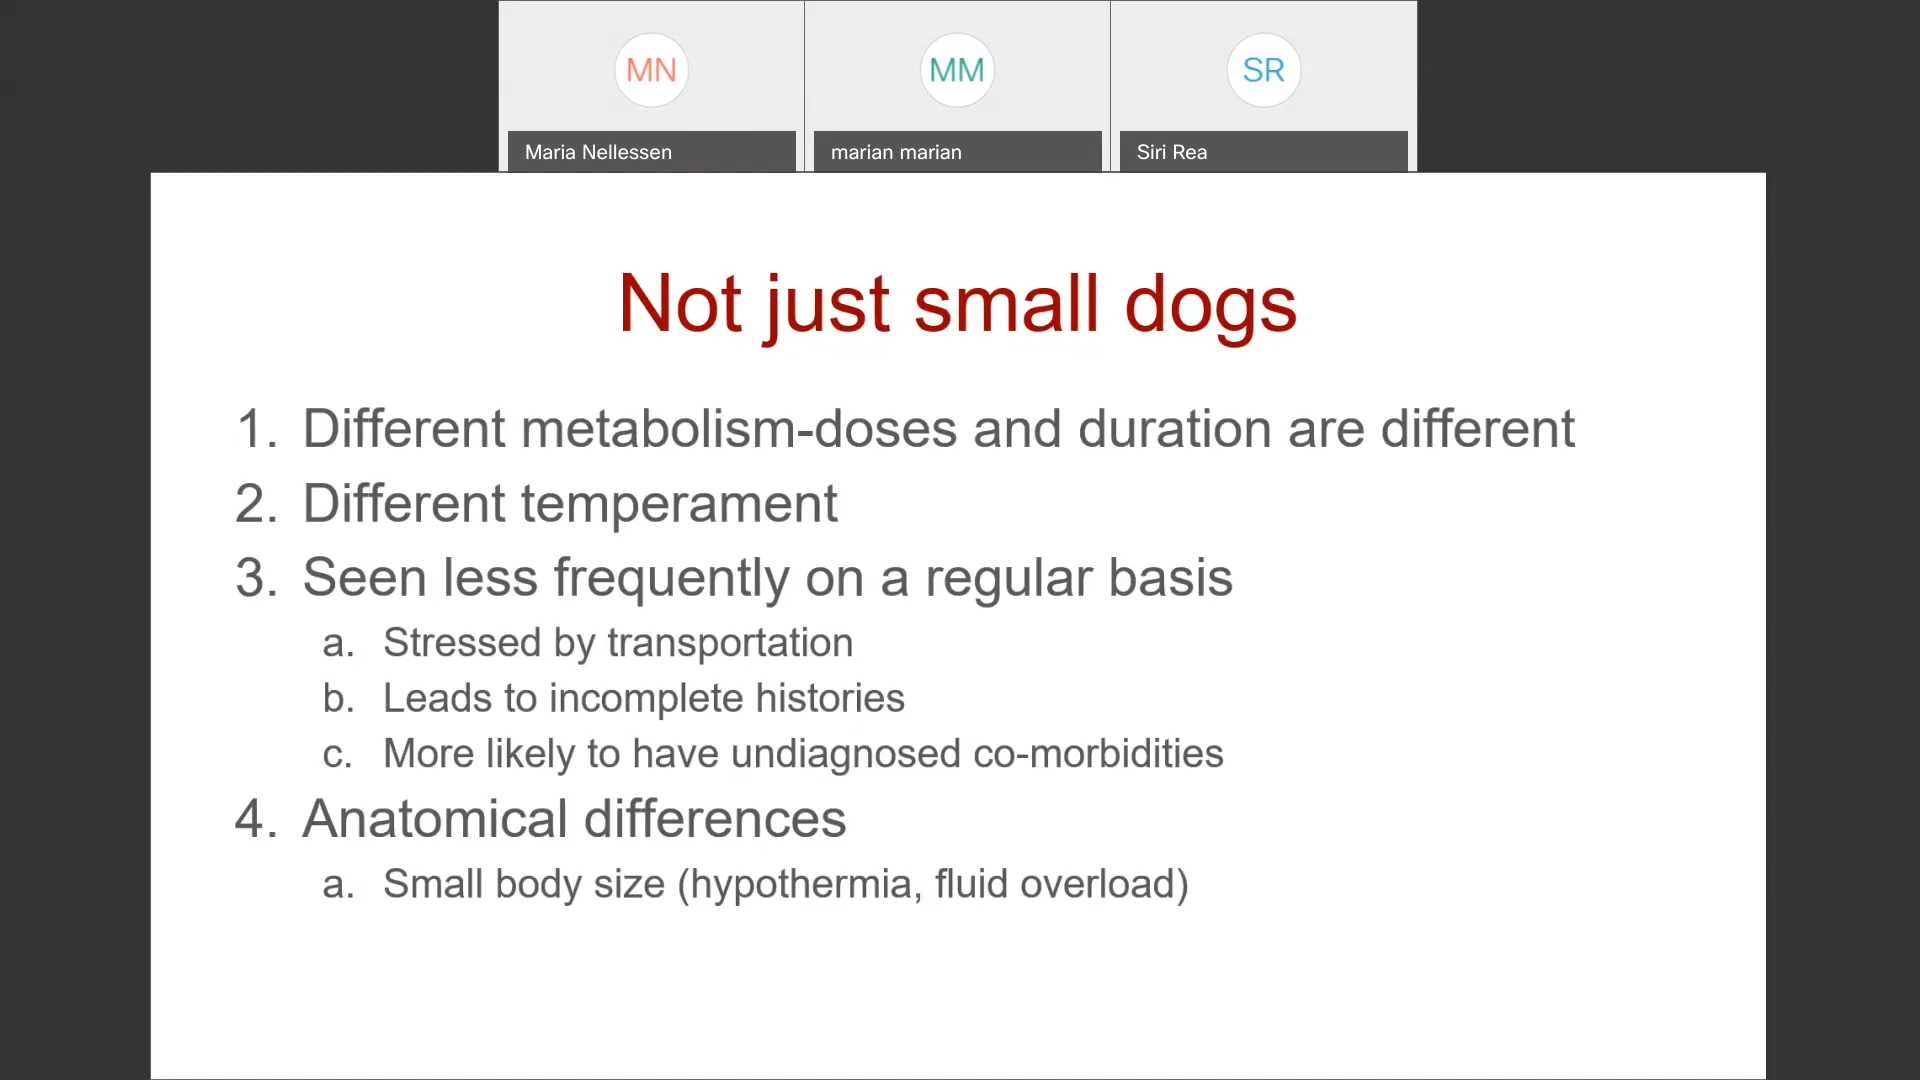 MN
MM
SR
Maria Nellessen
marian marian
Siri Rea
Not just small dogs
1. Different metabolism-doses and duration are different
2. Different temperament
3. Seen less frequently on a regular basis
a. Stressed by transportation
b. Leads to incomplete histories
c. More likely to have undiagnosed co-morbidities
4. Anatomical differences
a. Small body size (hypothermia, fluid overload)